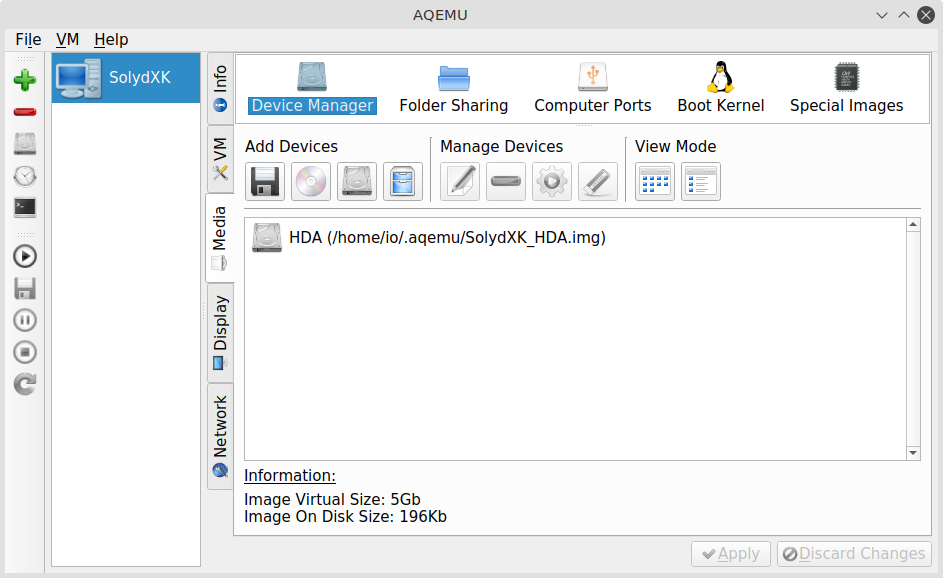 AQEMU
File VM Help
SolydXK
Info
VM
Media
Display
Network
Device Manager Folder Sharing Computer Ports Boot Kernel Special Images
Add Devices Manage Devices View Mode
HDA (/home/io/.aqemu/SolydXK_HDA.img)
Information:
Image Virtual Size: 5Gb
Image On Disk Size: 196Kb
Apply Discard Changes